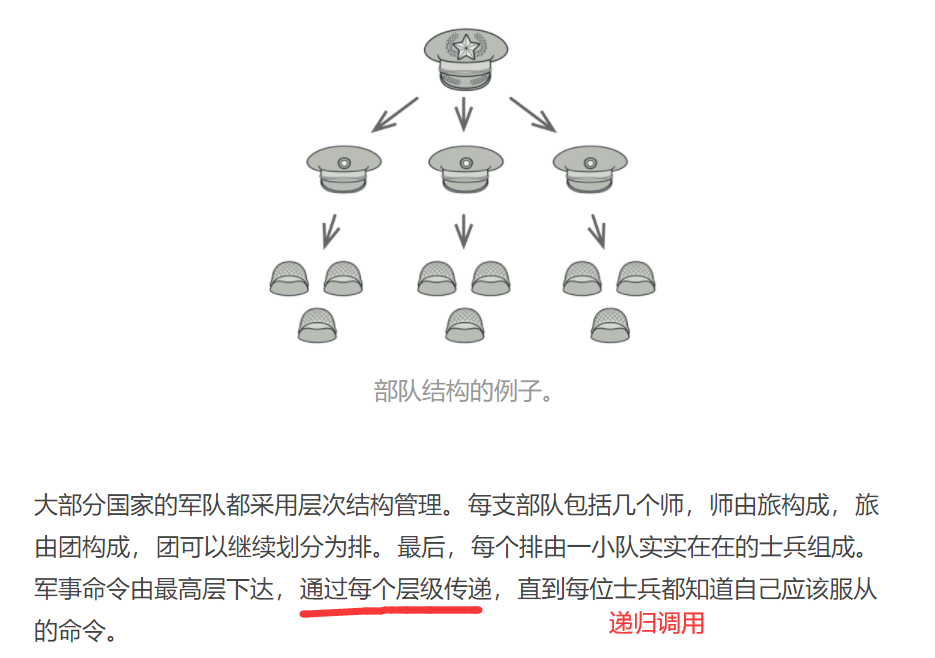 部队结构的例子。
大部分国家的军队都采用层次结构管理。每支部队包括几个师，师由旅构成，旅
由团构成，团可以继续划分为排。最后，每个排由一小队实实在在的士兵组成。
军事命令由最高层下达，通过每个层级传递，直到每位士兵都知道自己应该服从
的命令。
递归调用